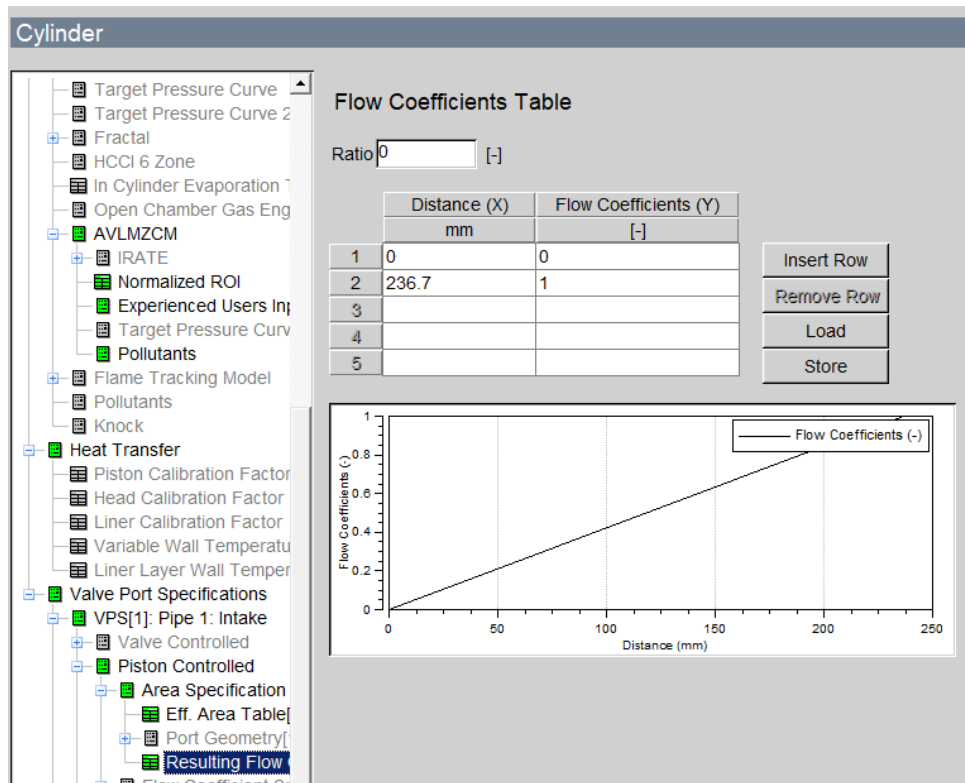 Cylinder
Target Pressure Curve
Target Pressure Curve 2
Fractal
HCCI 6 Zone
In Cylinder Evaporation
Open Chamber Gas Eng
AVLMZCM
IRATE
Normalized ROI
Experienced Users Inp
Target Pressure Curv
Pollutants
Flame Tracking Model
Pollutants
Knock
Heat Transfer
Piston Calibration Factor
Head Calibration Factor
Liner Calibration Factor
Variable Wall Temperatu
Liner Layer Wall Temper
Valve Port Specifications
VPS[1]: Pipe 1: Intake
Valve Controlled
Piston Controlled
Area Specification
Eff. Area Table[
Port Geometry[
Resulting Flow
Flow Coefficients Table
Ratio 0 [-]
Distance (X) Flow Coefficients (Y)
mm [-]
1 0 0
2 236.7 1
3
4
5
Insert Row
Remove Row
Load
Store
Flow Coefficients (-)
1
0.8
0.6
0.4
0.2
0
Flow Coefficients (-)
0 50 100 150 200 250
Distance (mm)